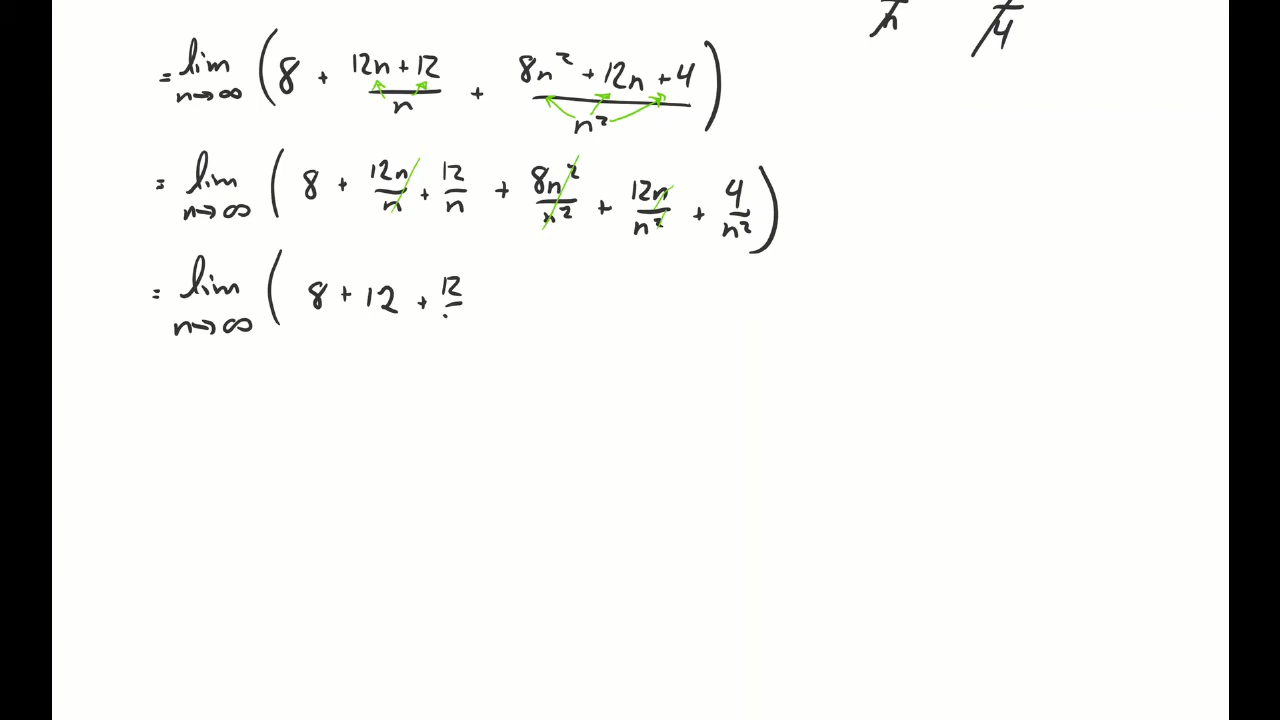 n 4
= lim n→∞ ( 8 + (12n + 12)/n + (8n² + 12n + 4)/n² )
= lim n→∞ ( 8 + 12n/n + 12/n + 8n²/n² + 12n/n² + 4/n² )
= lim n→∞ ( 8 + 12 + 12/